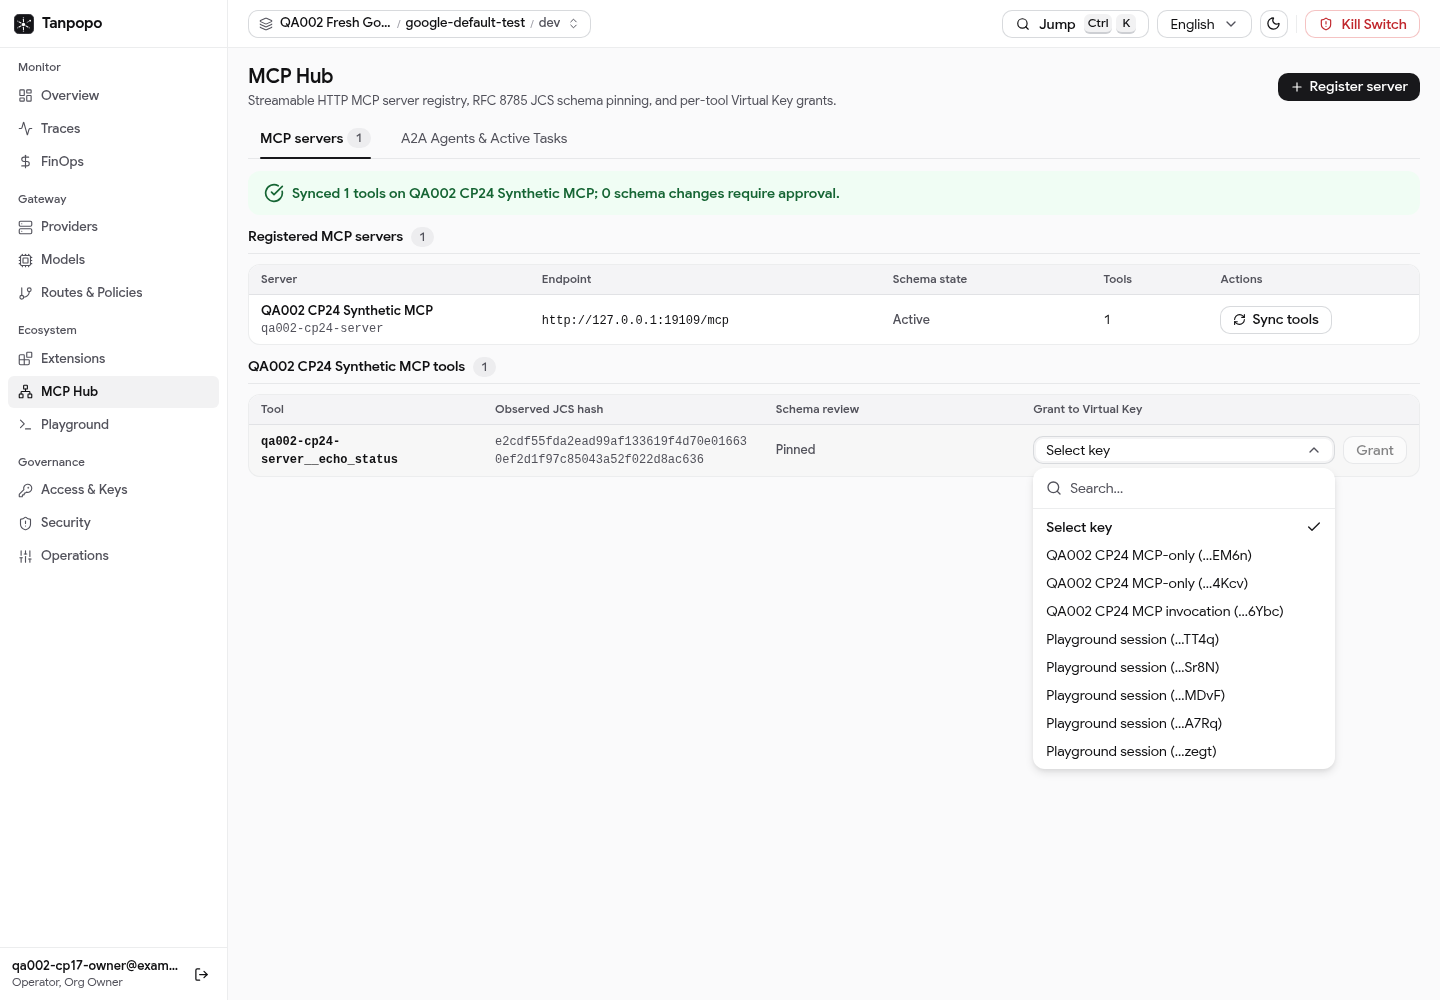 Tanpopo
QA002 Fresh Go... / google-default-test / dev
Jump Ctrl K
English
Kill Switch
Monitor
Overview
Traces
FinOps
Gateway
Providers
Models
Routes & Policies
Ecosystem
Extensions
MCP Hub
Playground
Governance
Access & Keys
Security
Operations
qa002-cp17-owner@exam...
Operator, Org Owner
MCP Hub
Streamable HTTP MCP server registry, RFC 8785 JCS schema pinning, and per-tool Virtual Key grants.
+ Register server
MCP servers 1
A2A Agents & Active Tasks
Synced 1 tools on QA002 CP24 Synthetic MCP; 0 schema changes require approval.
Registered MCP servers 1
Server Endpoint Schema state Tools Actions
QA002 CP24 Synthetic MCP
qa002-cp24-server
http://127.0.0.1:19109/mcp
Active
1
Sync tools
QA002 CP24 Synthetic MCP tools 1
Tool Observed JCS hash Schema review Grant to Virtual Key
qa002-cp24-
server__echo_status
e2cdf55fda2ead99af133619f4d70e01663
0ef2d1f97c85043a52f022d8ac636
Pinned
Select key
Grant
Search...
Select key
QA002 CP24 MCP-only (...EM6n)
QA002 CP24 MCP-only (...4Kcv)
QA002 CP24 MCP invocation (...6Ybc)
Playground session (...TT4q)
Playground session (...Sr8N)
Playground session (...MDvF)
Playground session (...A7Rq)
Playground session (...zegt)